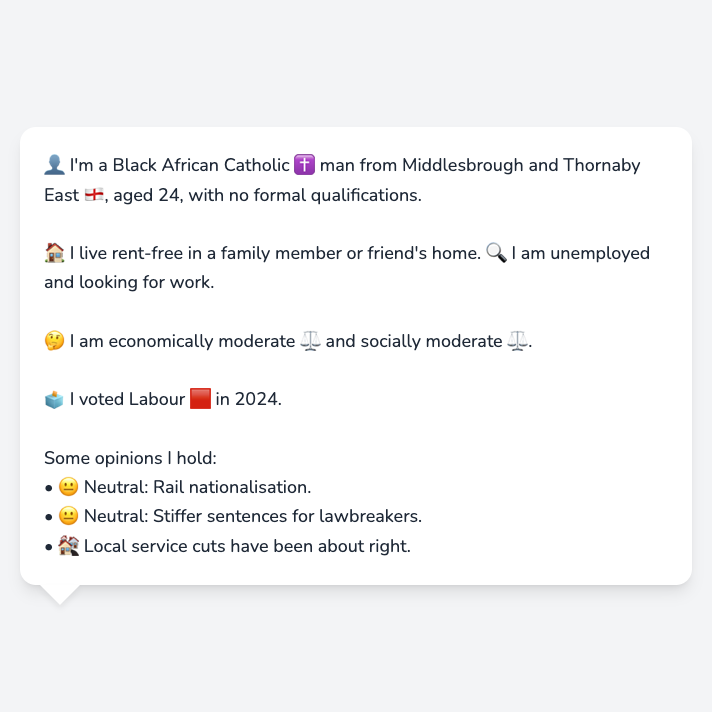 👤 I'm a Black African Catholic ✝️ man from Middlesbrough and Thornaby
East 🏴󠁧󠁢󠁥󠁮󠁧󠁿, aged 24, with no formal qualifications.
🏠 I live rent-free in a family member or friend's home. 🔍 I am unemployed
and looking for work.
🤔 I am economically moderate ⚖️ and socially moderate ⚖️.
🗳️ I voted Labour 🟥 in 2024.
Some opinions I hold:
• 😐 Neutral: Rail nationalisation.
• 😐 Neutral: Stiffer sentences for lawbreakers.
• 🏚️ Local service cuts have been about right.